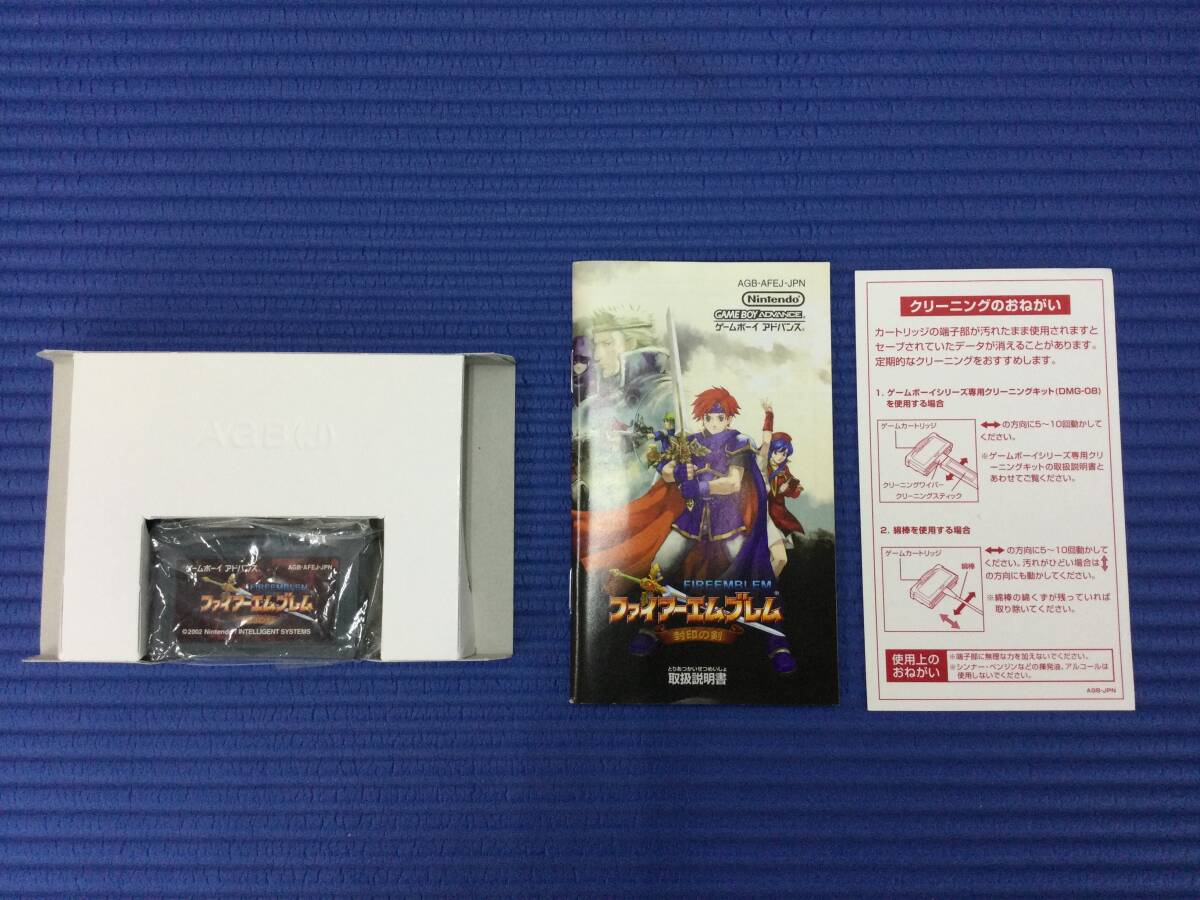 AGB(J)
ゲームボーイ アドバンス
AGB-AFEJ-JPN
FIREEMBLEM
ファイアーエムブレム
©2002 Nintendo / INTELLIGENT SYSTEMS
AGB-AFEJ-JPN
Nintendo
GAME BOY ADVANCE
ゲームボーイ アドバンス®
FIREEMBLEM
ファイアーエムブレム
封印の剣
とりあつかいせつめいしょ
取扱説明書
クリーニングのおねがい
カートリッジの端子部が汚れたまま使用されますと
セーブされていたデータが消えることがあります。
定期的なクリーニングをおすすめします。
1. ゲームボーイシリーズ専用クリーニングキット(DMG-08)
を使用する場合
ゲームカートリッジ
クリーニングワイパー
クリーニングスティック
↔の方向に5〜10回動かして
ください。
※ゲームボーイシリーズ専用クリ
ーニングキットの取扱説明書と
あわせてご覧ください。
2. 綿棒を使用する場合
ゲームカートリッジ
綿棒
↔の方向に5〜10回動かして
ください。汚れがひどい場合は↕
の方向にも動かしてください。
※綿棒の綿くずが残っていれば
取り除いてください。
使用上の
おねがい
※端子部に無理な力を加えないでください。
※シンナー・ベンジンなどの揮発油、アルコールは
使用しないでください。
AGB-JPN